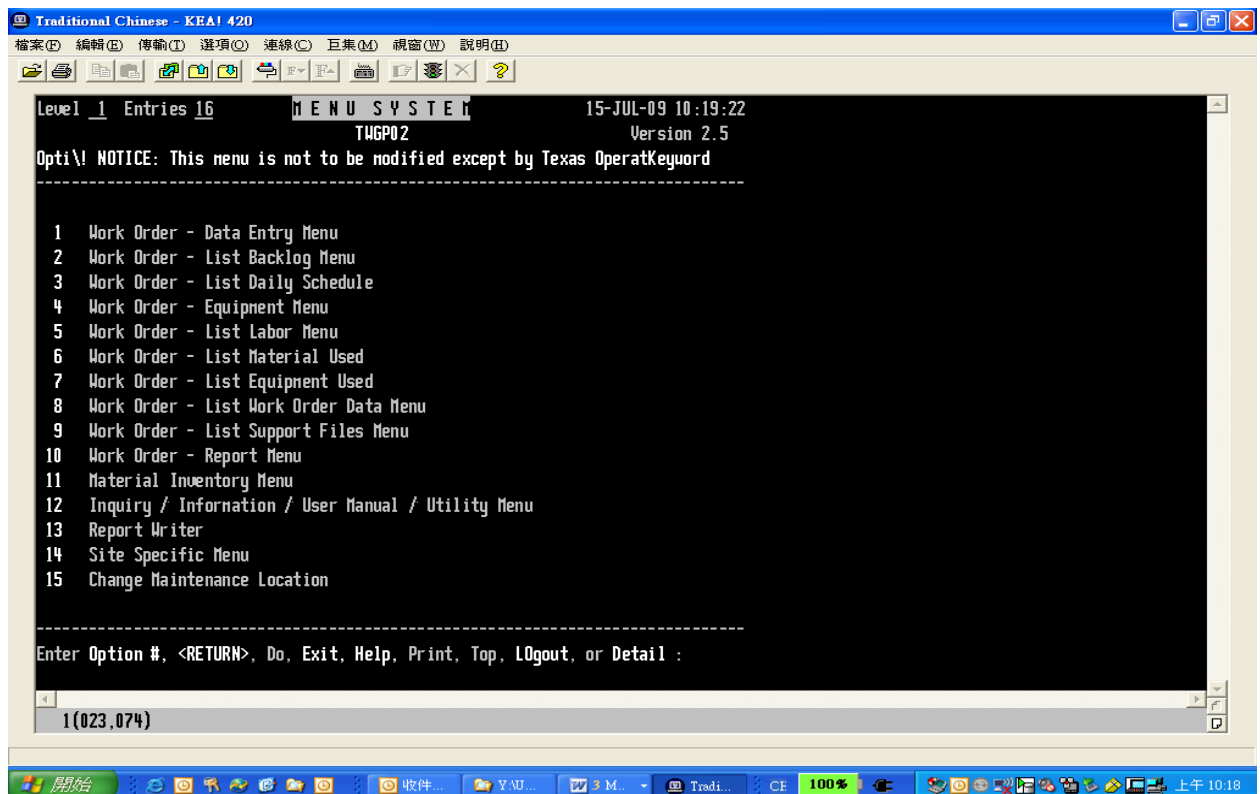 Traditional Chinese - KEA! 420
檔案(F) 編輯(E) 傳輸(T) 選項(O) 連線(C) 巨集(M) 視窗(W) 說明(H)
Level 1 Entries 16 M E N U S Y S T E M 15-JUL-09 10:19:22
TWGP02 Version 2.5
Opti\! NOTICE: This menu is not to be modified except by Texas OperatKeyword
--------------------------------------------------------------------------------
1 Work Order - Data Entry Menu
2 Work Order - List Backlog Menu
3 Work Order - List Daily Schedule
4 Work Order - Equipment Menu
5 Work Order - List Labor Menu
6 Work Order - List Material Used
7 Work Order - List Equipment Used
8 Work Order - List Work Order Data Menu
9 Work Order - List Support Files Menu
10 Work Order - Report Menu
11 Material Inventory Menu
12 Inquiry / Information / User Manual / Utility Menu
13 Report Writer
14 Site Specific Menu
15 Change Maintenance Location
--------------------------------------------------------------------------------
Enter Option #, <RETURN>, Do, Exit, Help, Print, Top, LOgout, or Detail :
1(023,074)
開始 收件... Y:\U... 3 M... Tradi... CH 100% 上午 10:18